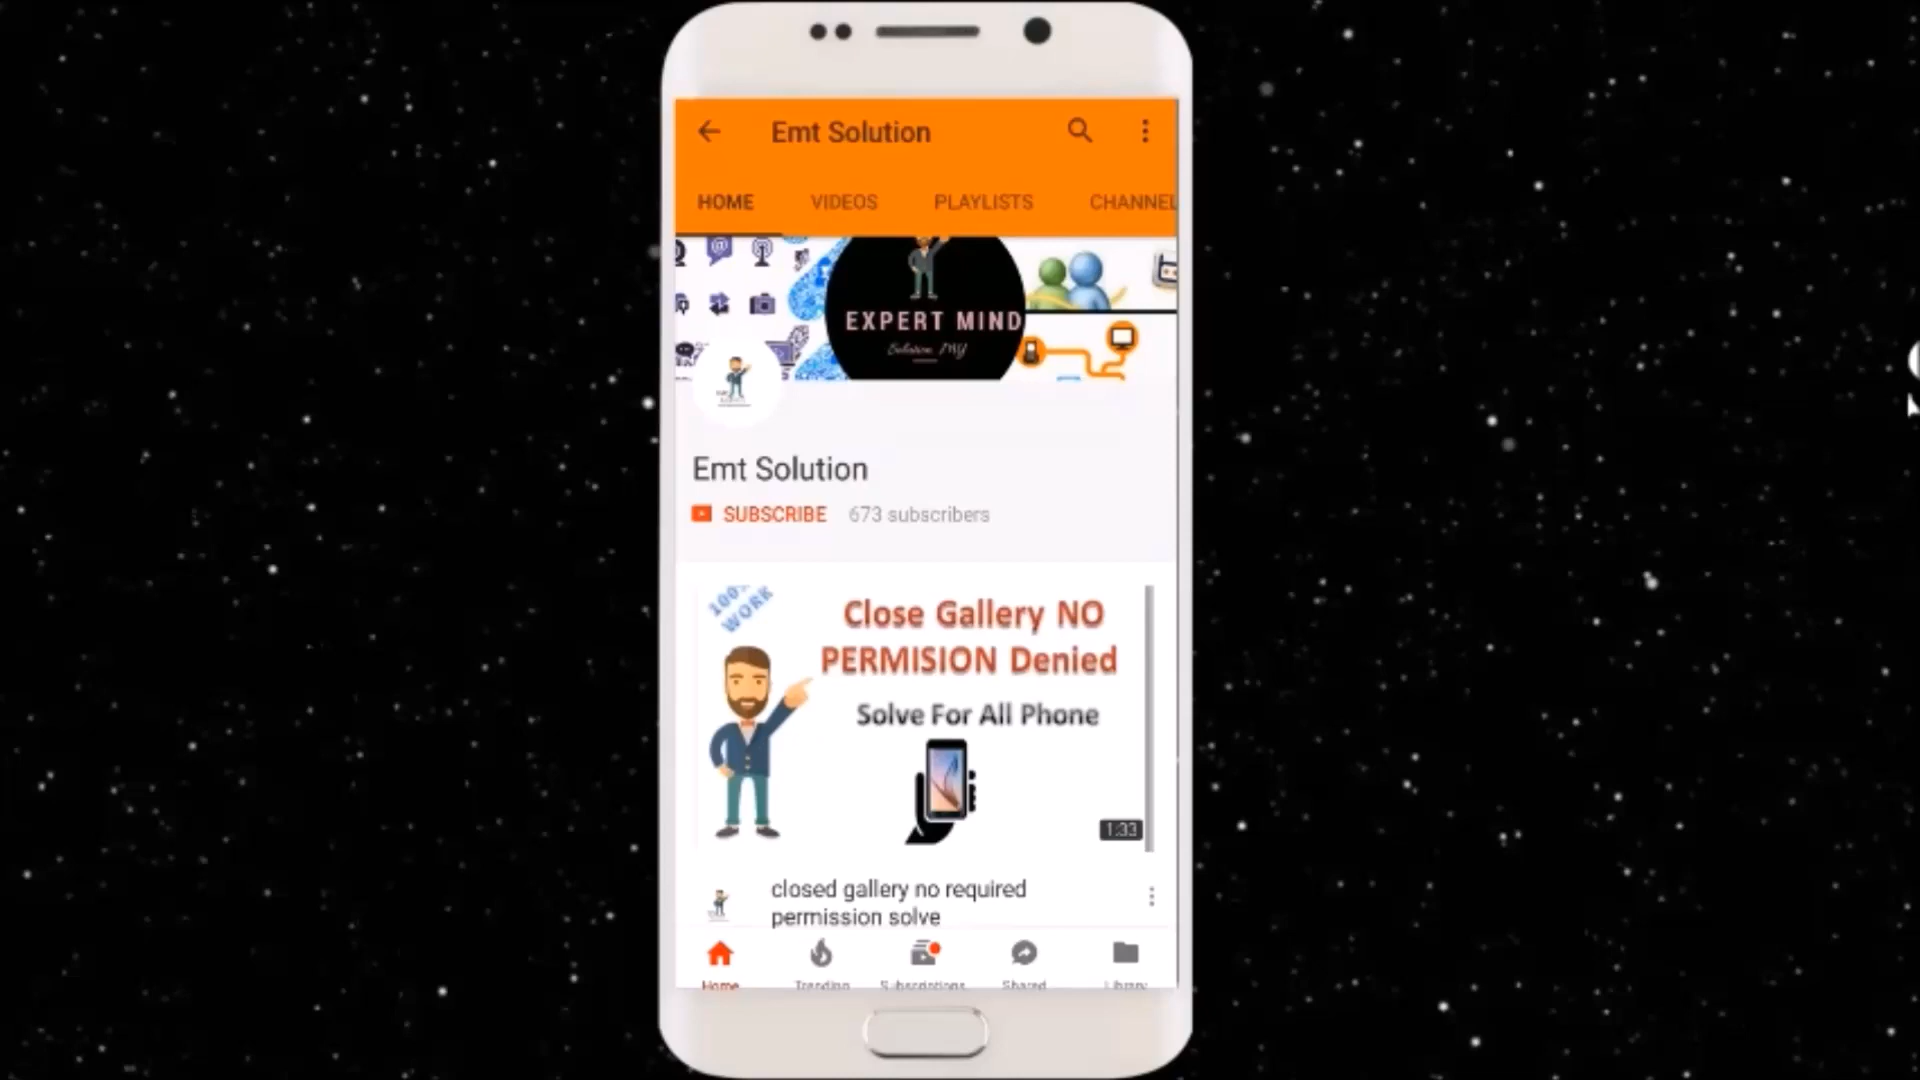 Emt Solution
HOME VIDEOS PLAYLISTS CHANNEL
EXPERT MIND
Emt Solution
SUBSCRIBE 673 subscribers
100%
WORK
Close Gallery NO
PERMISION Denied
Solve For All Phone
1:33
closed gallery no required
permission solve
Home Trending Subscriptions Shared Library